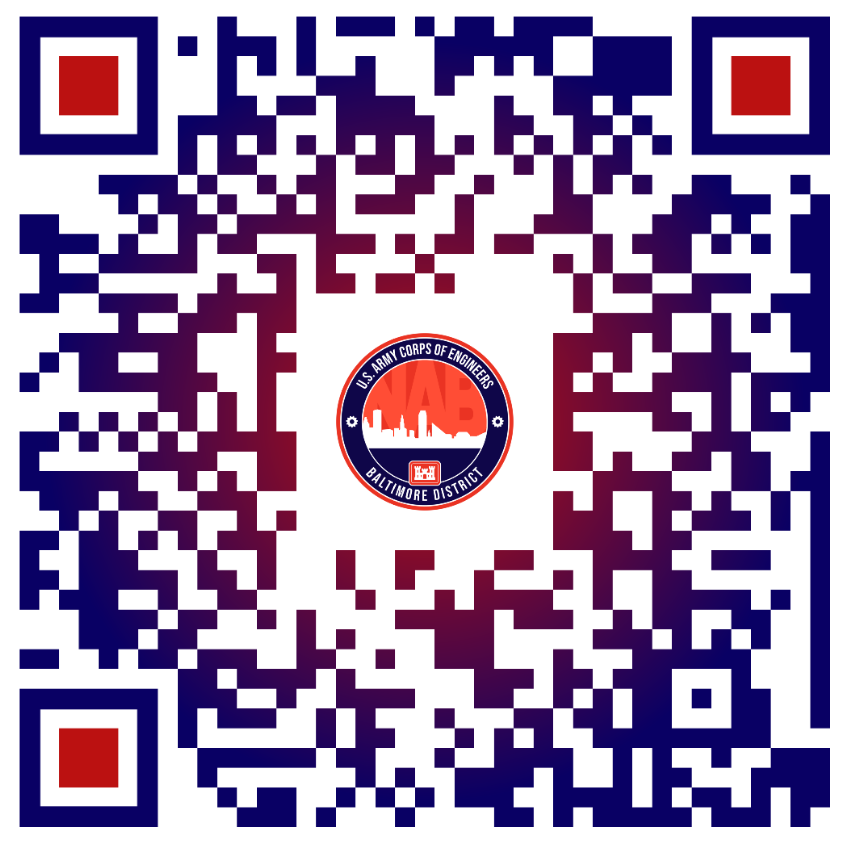 U.S. ARMY CORPS OF ENGINEERS
NAB
BALTIMORE DISTRICT